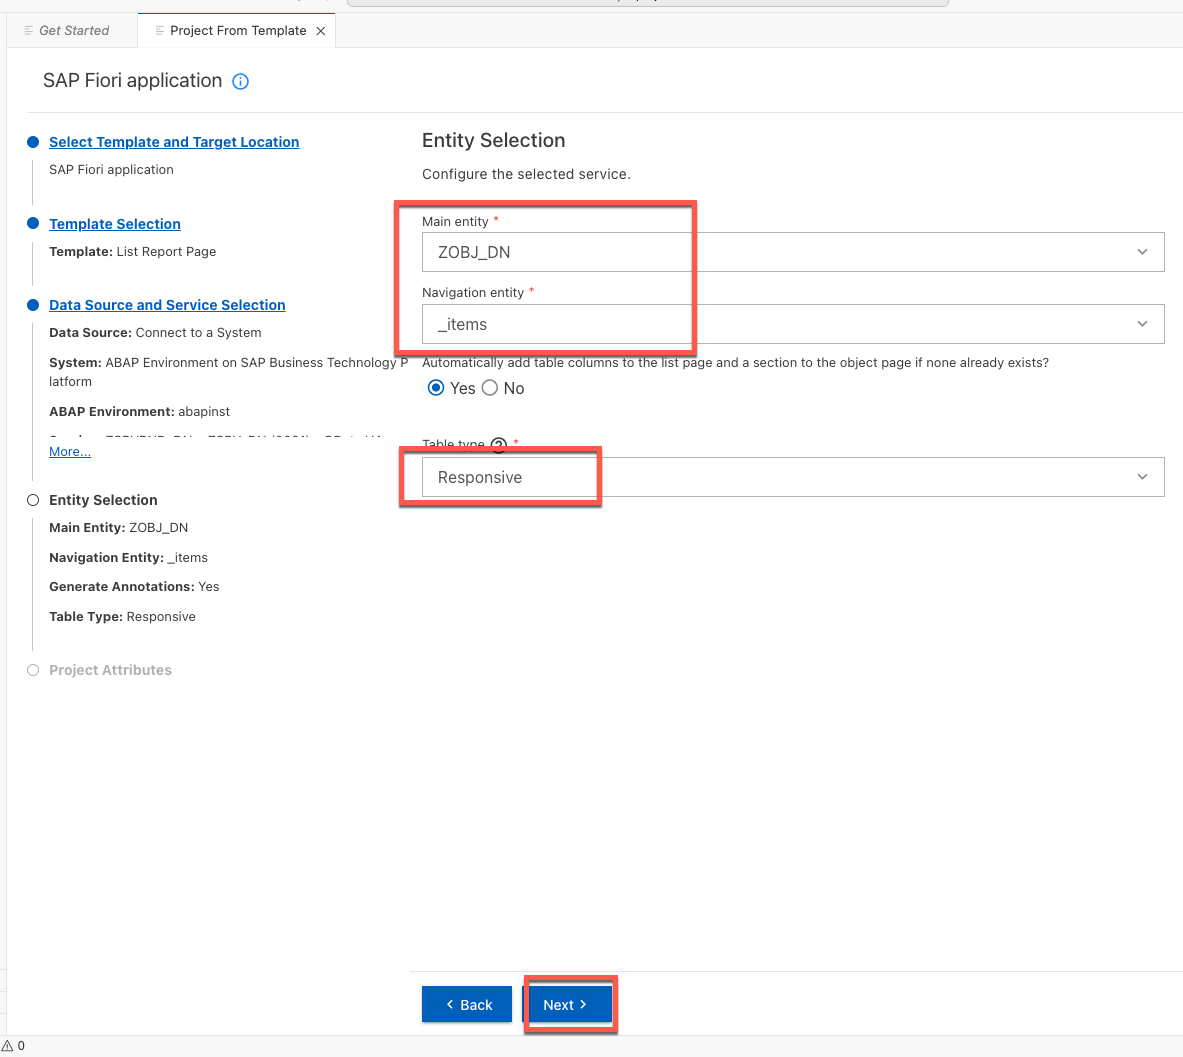 Get Started
Project From Template
SAP Fiori application
Select Template and Target Location
SAP Fiori application
Template Selection
Template: List Report Page
Data Source and Service Selection
Data Source: Connect to a System
System: ABAP Environment on SAP Business Technology P
latform
ABAP Environment: abapinst
More...
Entity Selection
Main Entity: ZOBJ_DN
Navigation Entity: _items
Generate Annotations: Yes
Table Type: Responsive
Project Attributes
Entity Selection
Configure the selected service.
Main entity *
ZOBJ_DN
Navigation entity *
_items
Automatically add table columns to the list page and a section to the object page if none already exists?
Yes No
Table type *
Responsive
Back Next
0